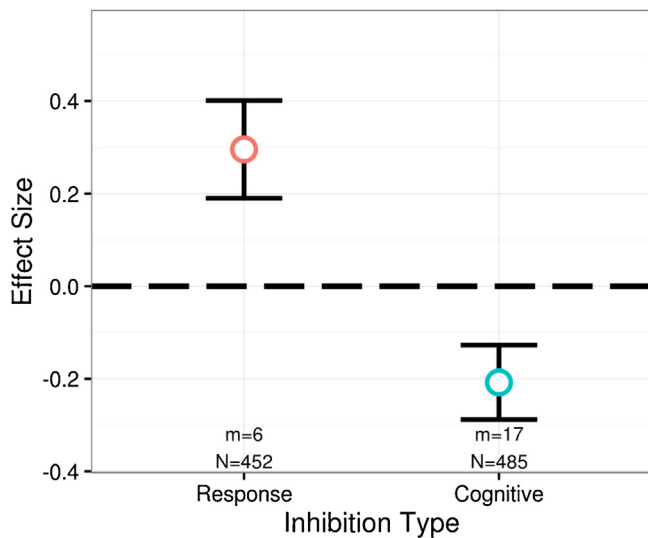 Effect Size
0.4
0.2
0.0
-0.2
-0.4
m=6
m=17
N=452
N=485
Response
Cognitive
Inhibition Type